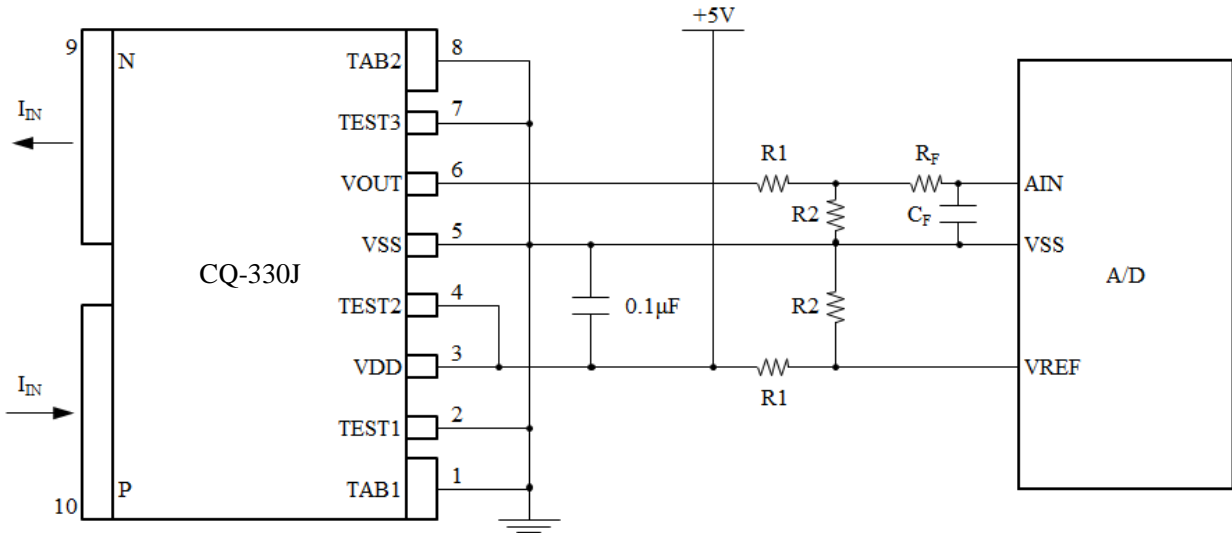 +5V
9
N
TAB2
8
I_IN
TEST3
7
R1
R_F
VOUT
6
AIN
R2
C_F
VSS
5
VSS
CQ-330J
A/D
TEST2
4
0.1μF
R2
VDD
3
VREF
I_IN
R1
TEST1
2
10
P
TAB1
1